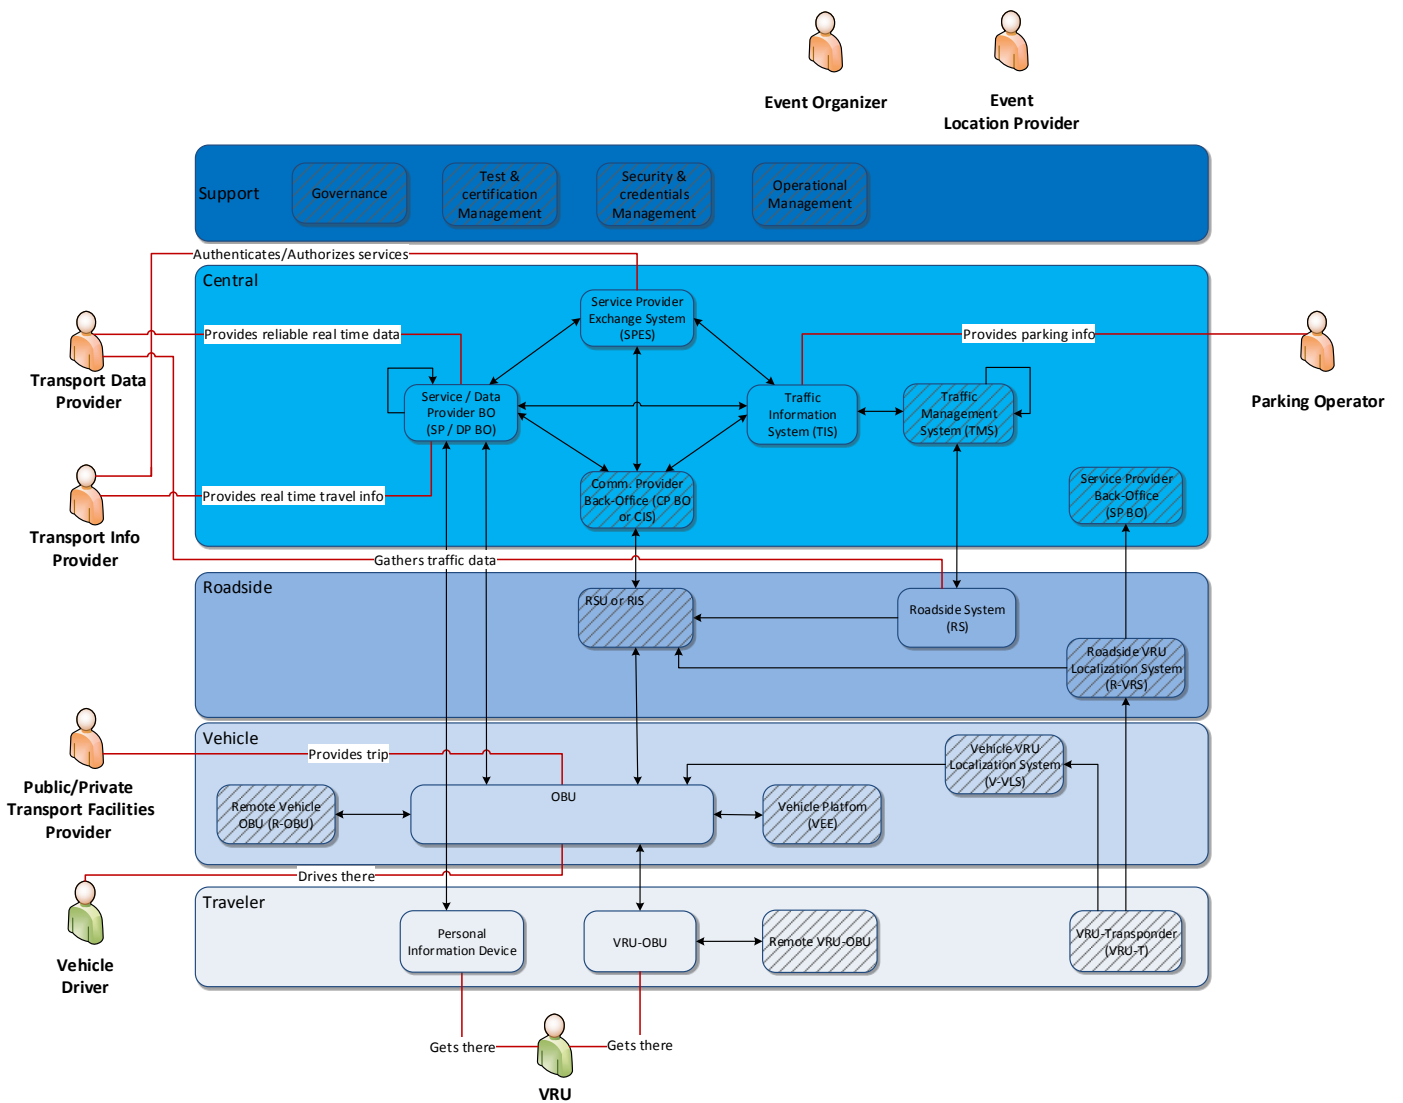 Event Organizer
Event
Location Provider
Support
Governance
Test &
certification
Management
Security &
credentials
Management
Operational
Management
Authenticates/Authorizes services
Central
Service Provider
Exchange System
(SPES)
Provides reliable real time data
Provides parking info
Transport Data
Provider
Parking Operator
Service / Data
Provider BO
(SP / DP BO)
Traffic
Information
System (TIS)
Traffic
Management
System (TMS)
Comm. Provider
Back-Office (CP BO
or CIS)
Service Provider
Back-Office
(SP BO)
Provides real time travel info
Transport Info
Provider
Gathers traffic data
Roadside
RSU or RIS
Roadside System
(RS)
Roadside VRU
Localization System
(R-VRS)
Vehicle
Provides trip
Public/Private
Transport Facilities
Provider
Vehicle VRU
Localization System
(V-VLS)
OBU
Remote Vehicle
OBU (R-OBU)
Vehicle Platfom
(VEE)
Drives there
Traveler
Vehicle
Driver
Personal
Information Device
VRU-OBU
Remote VRU-OBU
VRU-Transponder
(VRU-T)
Gets there
Gets there
VRU